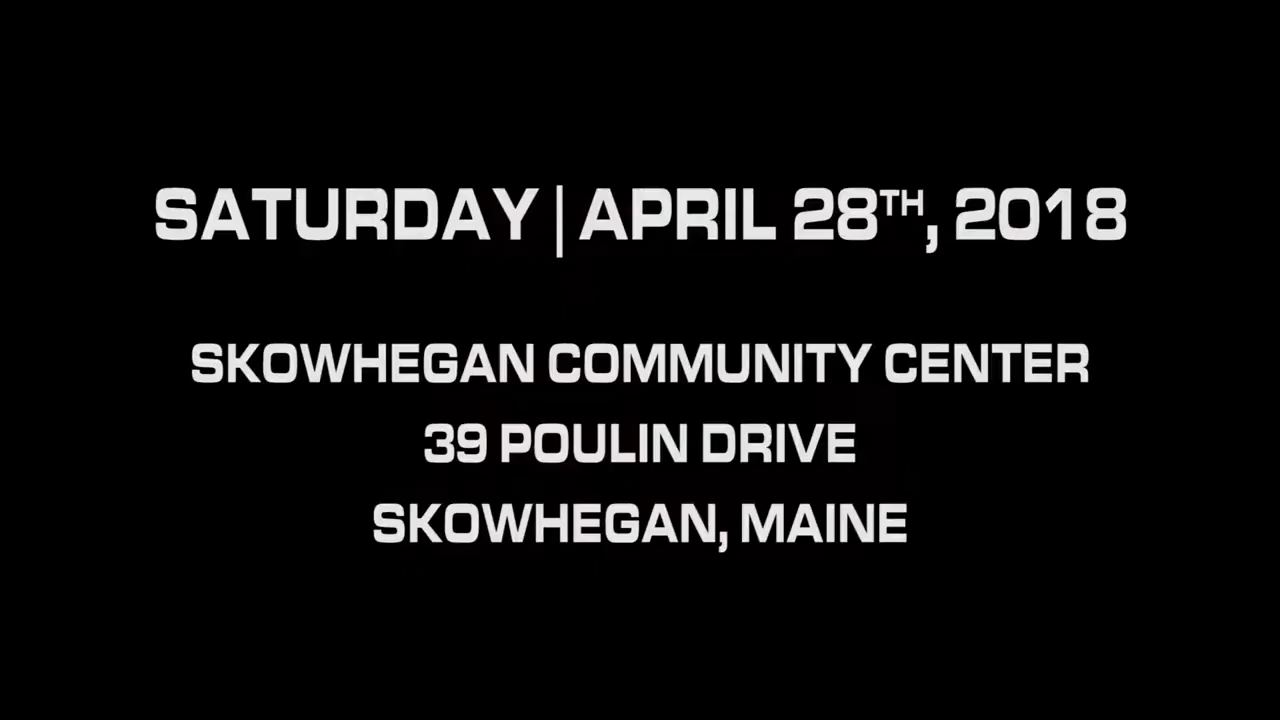 SATURDAY | APRIL 28TH, 2018
SKOWHEGAN COMMUNITY CENTER
39 POULIN DRIVE
SKOWHEGAN, MAINE